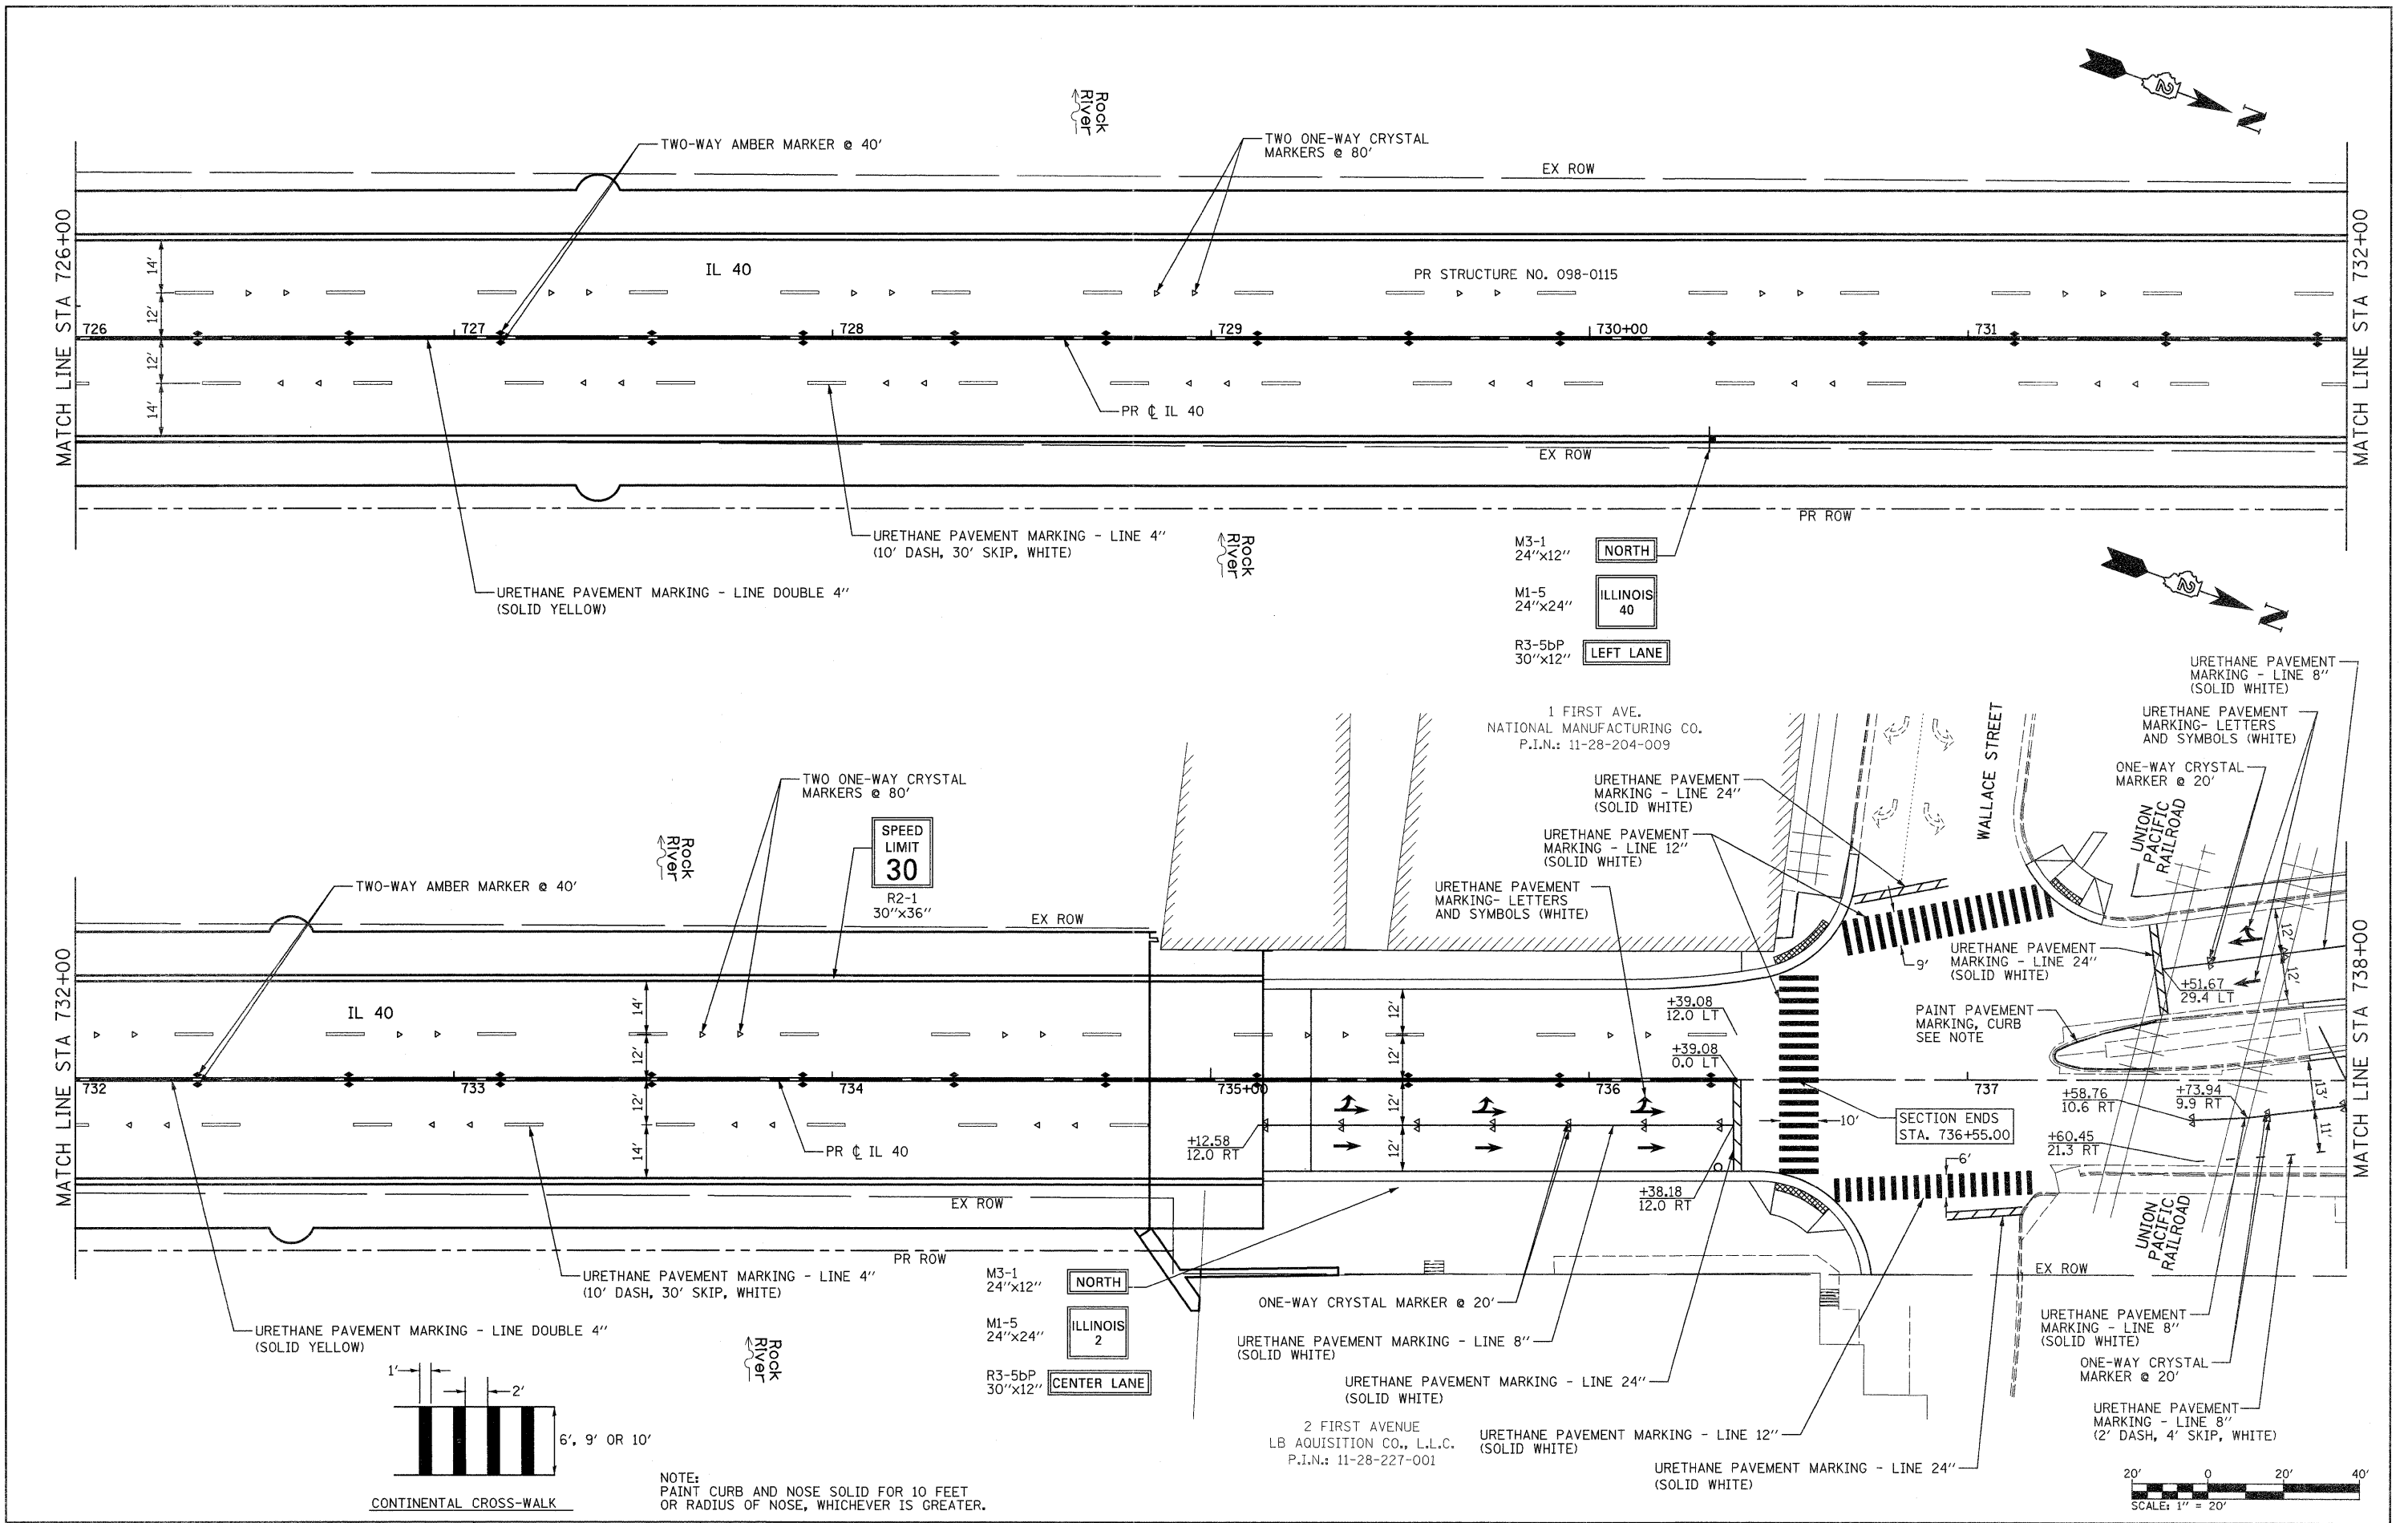 2
N
Rock
River
TWO-WAY AMBER MARKER @ 40'
TWO ONE-WAY CRYSTAL
MARKERS @ 80'
EX ROW
MATCH LINE STA 726+00
MATCH LINE STA 732+00
14'
12'
12'
14'
IL 40
PR STRUCTURE NO. 098-0115
726
727
728
729
730+00
731
PR ℄ IL 40
EX ROW
PR ROW
URETHANE PAVEMENT MARKING - LINE 4"
(10' DASH, 30' SKIP, WHITE)
URETHANE PAVEMENT MARKING - LINE DOUBLE 4"
(SOLID YELLOW)
Rock
River
M3-1
24"x12"
NORTH
M1-5
24"x24"
ILLINOIS
40
R3-5bP
30"x12"
LEFT LANE
2
N
1 FIRST AVE.
NATIONAL MANUFACTURING CO.
P.I.N.: 11-28-204-009
URETHANE PAVEMENT
MARKING - LINE 8"
(SOLID WHITE)
URETHANE PAVEMENT
MARKING- LETTERS
AND SYMBOLS (WHITE)
ONE-WAY CRYSTAL
MARKER @ 20'
WALLACE STREET
UNION
PACIFIC
RAILROAD
TWO ONE-WAY CRYSTAL
MARKERS @ 80'
SPEED
LIMIT
30
R2-1
30"x36"
Rock
River
TWO-WAY AMBER MARKER @ 40'
EX ROW
URETHANE PAVEMENT
MARKING - LINE 24"
(SOLID WHITE)
URETHANE PAVEMENT
MARKING - LINE 12"
(SOLID WHITE)
URETHANE PAVEMENT
MARKING- LETTERS
AND SYMBOLS (WHITE)
9'
URETHANE PAVEMENT
MARKING - LINE 24"
(SOLID WHITE)
12'
12'
+51.67
29.4 LT
PAINT PAVEMENT
MARKING, CURB
SEE NOTE
MATCH LINE STA 732+00
MATCH LINE STA 738+00
IL 40
14'
12'
12'
14'
12'
12'
12'
12'
+39.08
12.0 LT
+39.08
0.0 LT
732
733
734
735+00
736
737
PR ℄ IL 40
+12.58
12.0 RT
+38.18
12.0 RT
10'
SECTION ENDS
STA. 736+55.00
+58.76
10.6 RT
+73.94
9.9 RT
13'
11'
+60.45
21.3 RT
6'
EX ROW
PR ROW
URETHANE PAVEMENT MARKING - LINE 4"
(10' DASH, 30' SKIP, WHITE)
URETHANE PAVEMENT MARKING - LINE DOUBLE 4"
(SOLID YELLOW)
Rock
River
M3-1
24"x12"
NORTH
M1-5
24"x24"
ILLINOIS
2
R3-5bP
30"x12"
CENTER LANE
ONE-WAY CRYSTAL MARKER @ 20'
URETHANE PAVEMENT MARKING - LINE 8"
(SOLID WHITE)
URETHANE PAVEMENT MARKING - LINE 24"
(SOLID WHITE)
2 FIRST AVENUE
LB AQUISITION CO., L.L.C.
P.I.N.: 11-28-227-001
URETHANE PAVEMENT MARKING - LINE 12"
(SOLID WHITE)
URETHANE PAVEMENT MARKING - LINE 24"
(SOLID WHITE)
UNION
PACIFIC
RAILROAD
EX ROW
URETHANE PAVEMENT
MARKING - LINE 8"
(SOLID WHITE)
ONE-WAY CRYSTAL
MARKER @ 20'
URETHANE PAVEMENT
MARKING - LINE 8"
(2' DASH, 4' SKIP, WHITE)
1'
2'
6', 9' OR 10'
CONTINENTAL CROSS-WALK
NOTE:
PAINT CURB AND NOSE SOLID FOR 10 FEET
OR RADIUS OF NOSE, WHICHEVER IS GREATER.
20' 0 20' 40'
SCALE: 1" = 20'